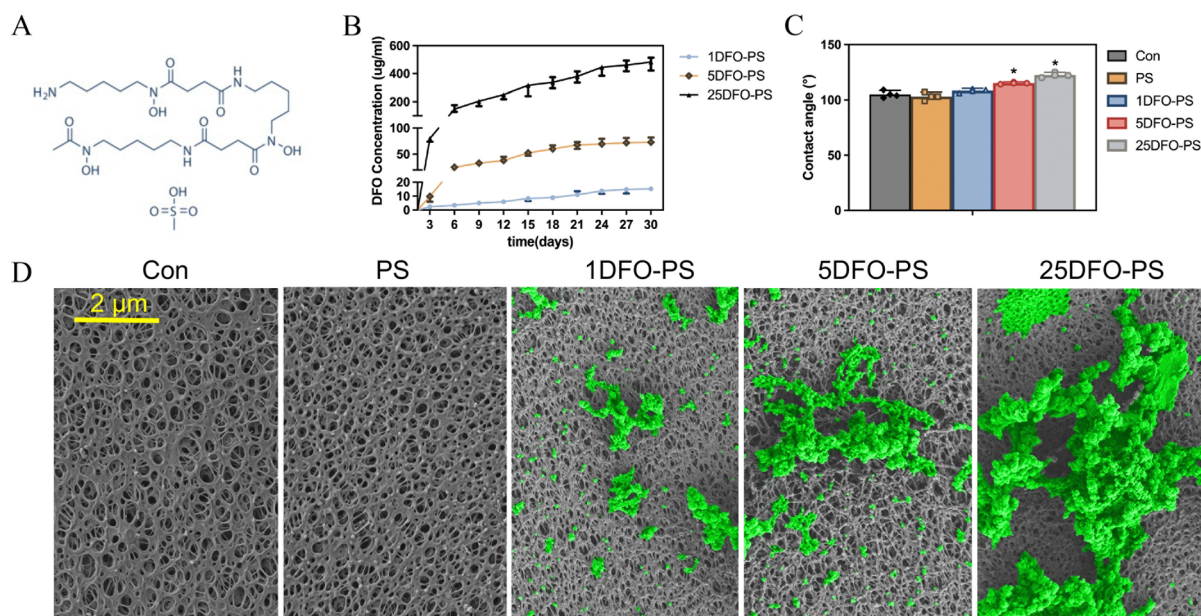 A
H₂N
N
OH
O
O
NH
O
N
OH
N
H
O
O
N
OH
OH
O=S=O
B
DFO Concentration (ug/ml)
600
400
200
100
50
20
10
0
3 6 9 12 15 18 21 24 27 30
time(days)
1DFO-PS
5DFO-PS
25DFO-PS
C
Contact angle (°)
150
100
50
0
* *
Con
PS
1DFO-PS
5DFO-PS
25DFO-PS
D
Con PS 1DFO-PS 5DFO-PS 25DFO-PS
2 μm